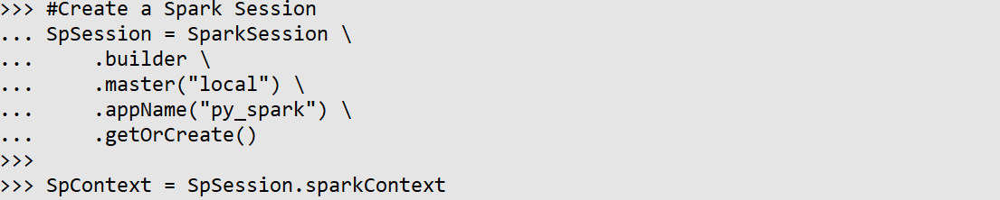 >>> #Create a Spark Session
... SpSession = SparkSession \
...     .builder \
...     .master("local") \
...     .appName("py_spark") \
...     .getOrCreate()
>>>
>>> SpContext = SpSession.sparkContext